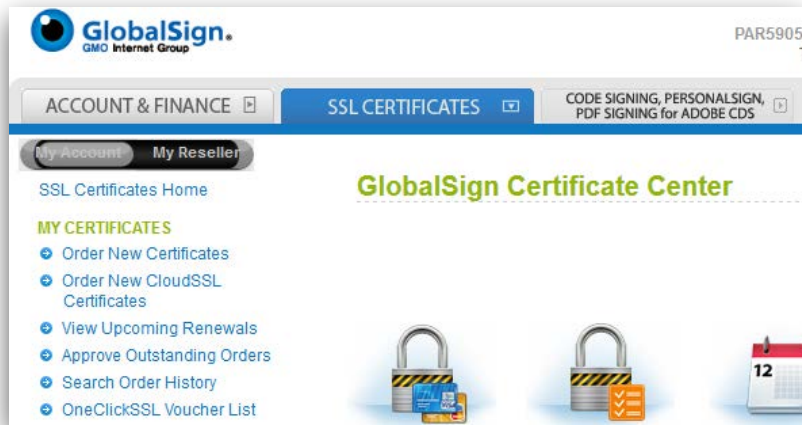 GlobalSign.
GMO Internet Group
PAR5905
ACCOUNT & FINANCE
SSL CERTIFICATES
CODE SIGNING, PERSONALSIGN,
PDF SIGNING for ADOBE CDS
My Account
My Reseller
SSL Certificates Home
GlobalSign Certificate Center
MY CERTIFICATES
Order New Certificates
Order New CloudSSL
Certificates
View Upcoming Renewals
Approve Outstanding Orders
Search Order History
OneClickSSL Voucher List
12